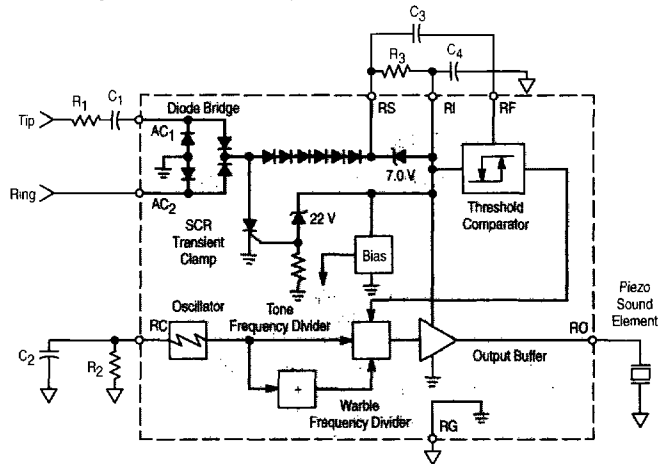 C3
R3
C4
R1
C1
Diode Bridge
RS
RI
RF
Tip
AC1
7.0 V
Ring
AC2
22 V
SCR
Transient
Clamp
Threshold
Comparator
Bias
Oscillator
Tone
Frequency Divider
Piezo
Sound
Element
RC
RO
C2
R2
Output Buffer
+
Warble
Frequency Divider
RG